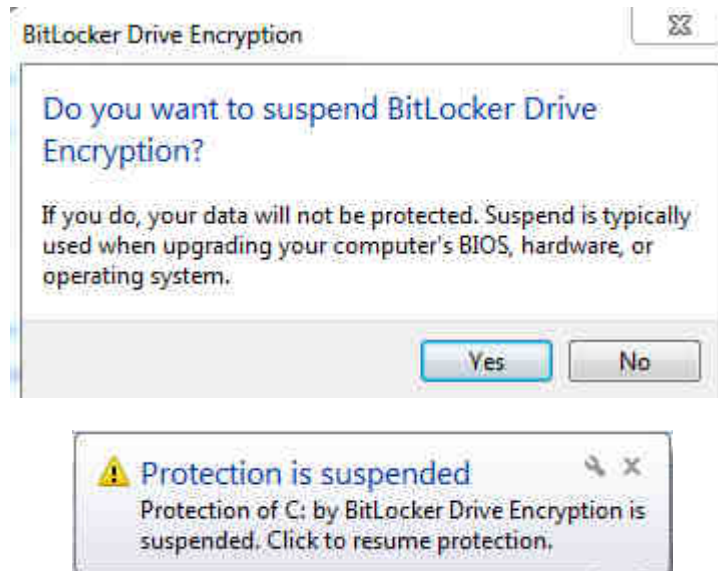 BitLocker Drive Encryption
Do you want to suspend BitLocker Drive
Encryption?
If you do, your data will not be protected. Suspend is typically
used when upgrading your computer's BIOS, hardware, or
operating system.
Yes No
Protection is suspended
Protection of C: by BitLocker Drive Encryption is
suspended. Click to resume protection.